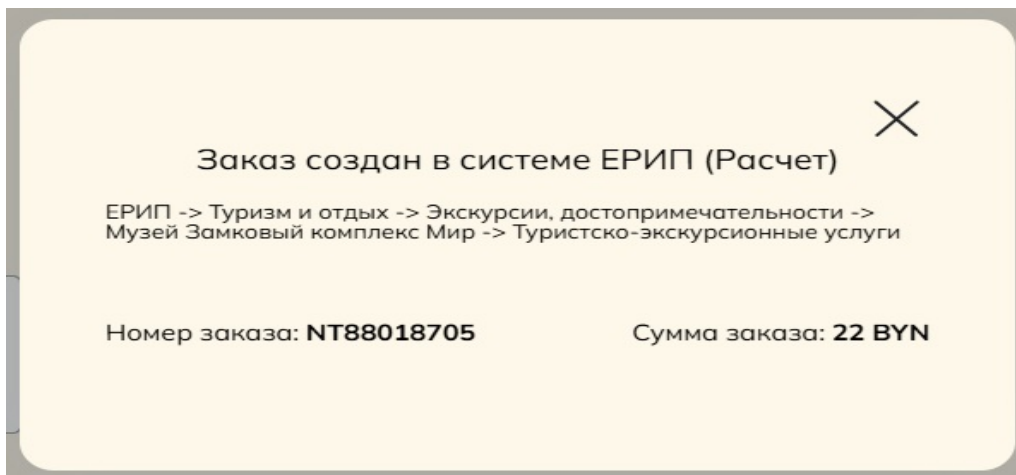 Заказ создан в системе ЕРИП (Расчет)
ЕРИП -> Туризм и отдых -> Экскурсии, достопримечательности ->
Музей Замковый комплекс Мир -> Туристско-экскурсионные услуги
Номер заказа: NT88018705 Сумма заказа: 22 BYN